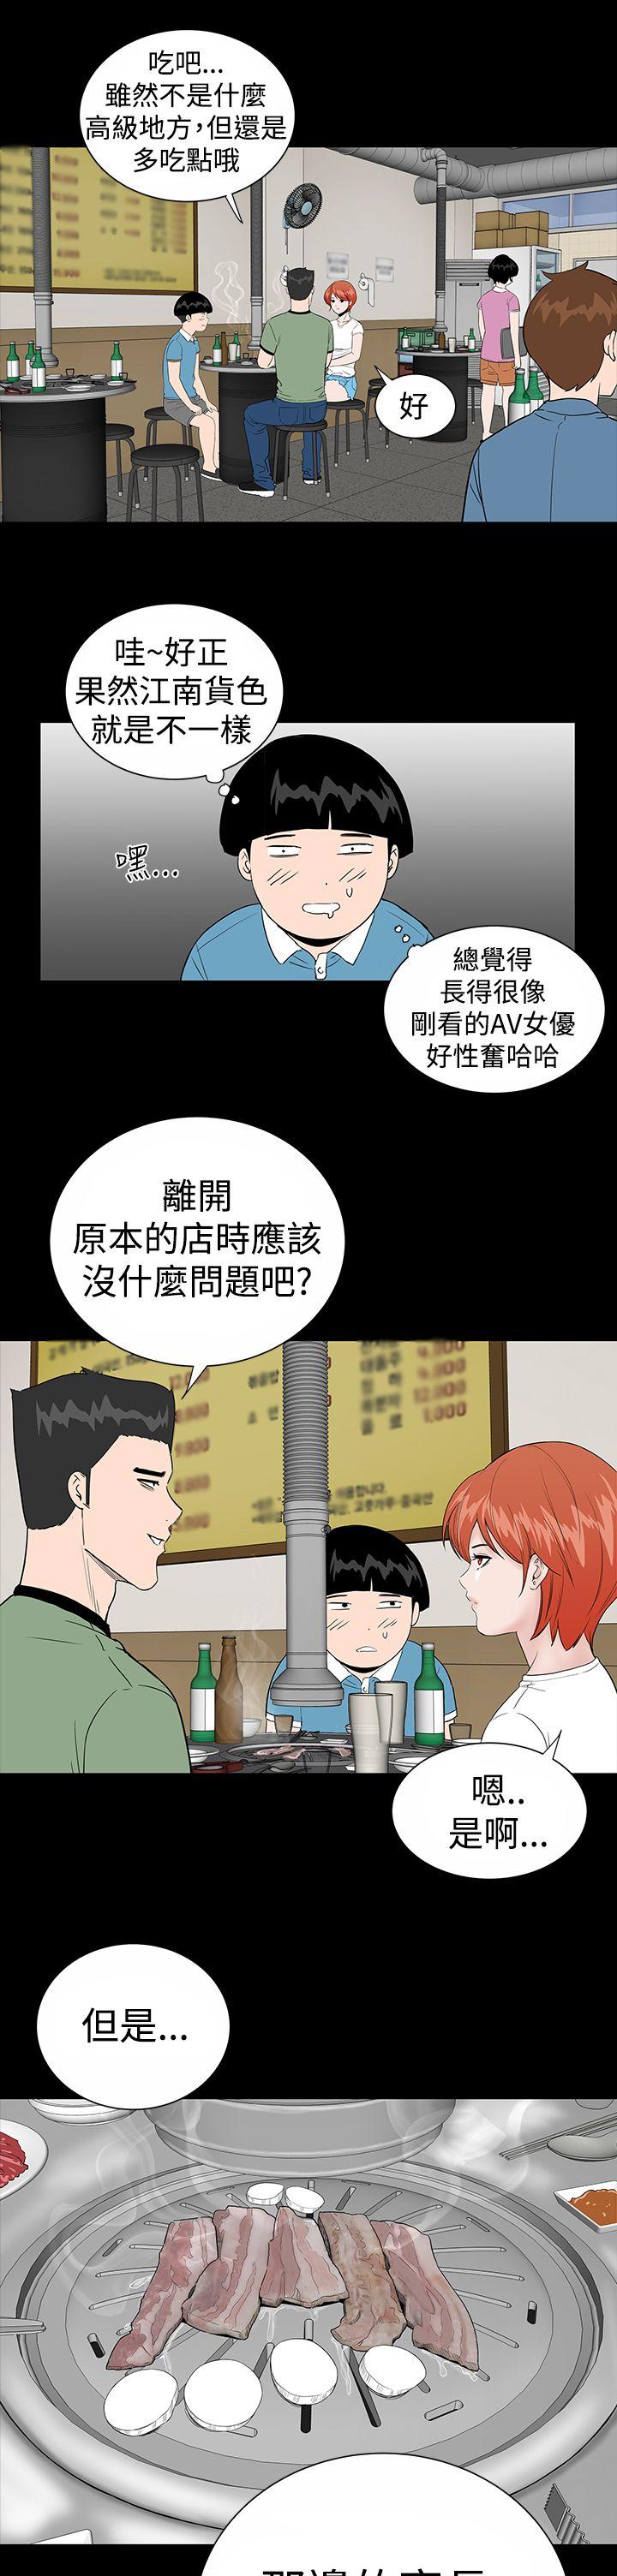 吃吧...
雖然不是什麼
高級地方，但還是
多吃點哦
好
哇~好正
果然江南貨色
就是不一樣
嘿...
總覺得
長得很像
剛看的AV女優
好性奮哈哈
離開
原本的店時應該
沒什麼問題吧?
嗯..
是啊...
但是...